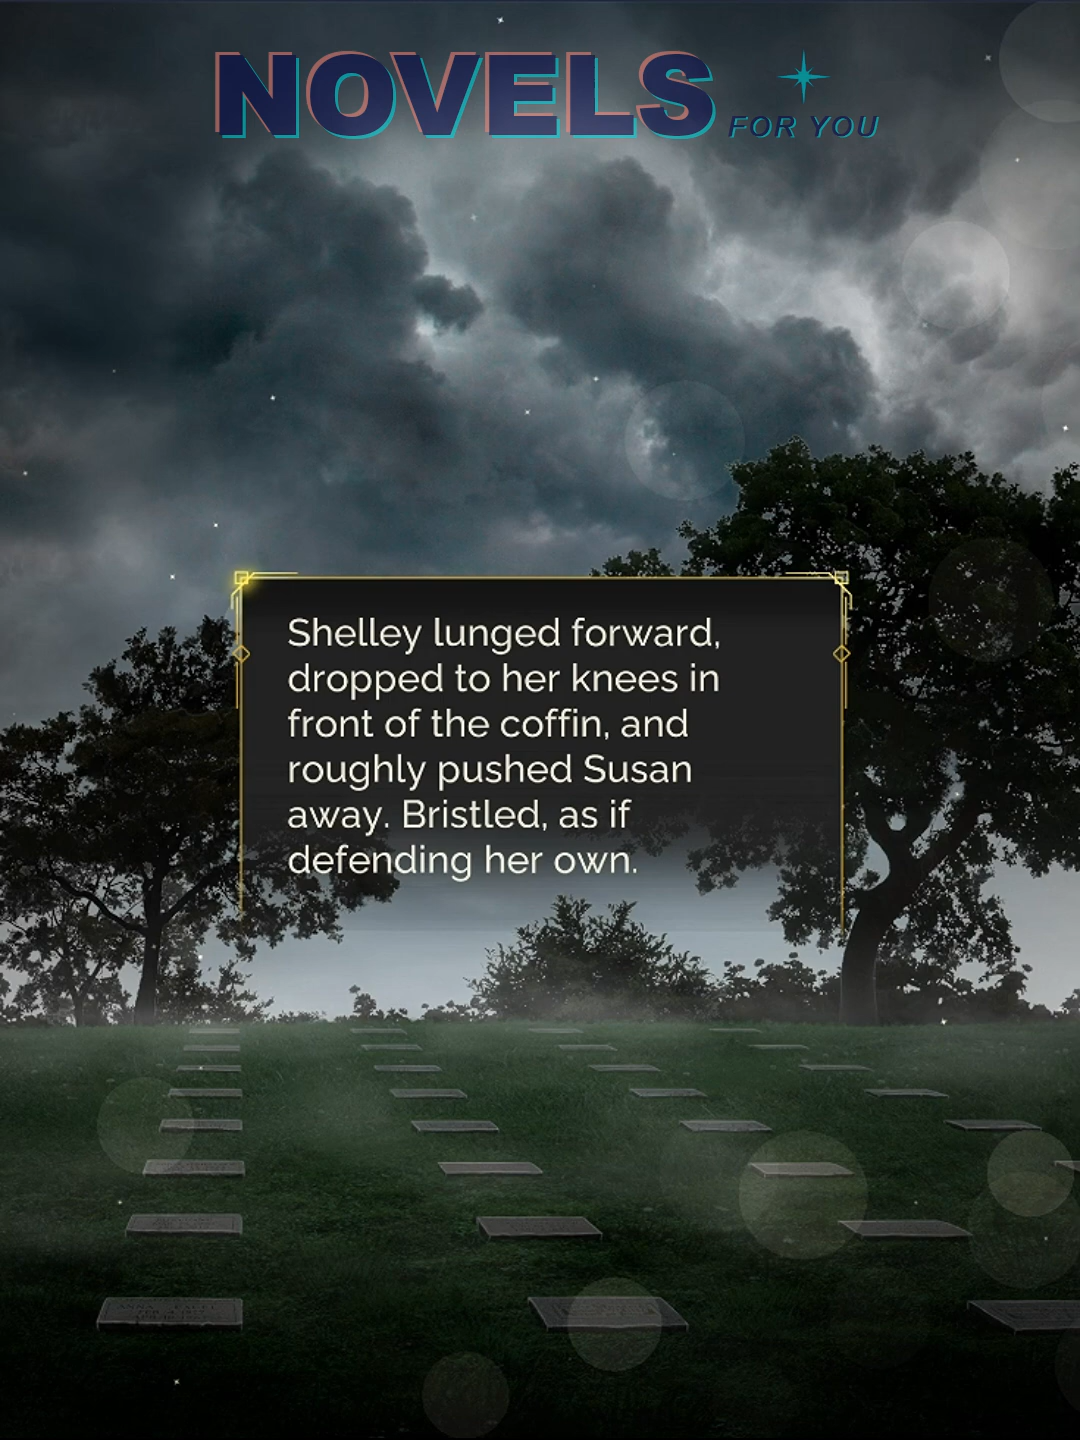 NOVELS
FOR YOU
Shelley lunged forward,
dropped to her knees in
front of the coffin, and
roughly pushed Susan
away. Bristled, as if
defending her own.